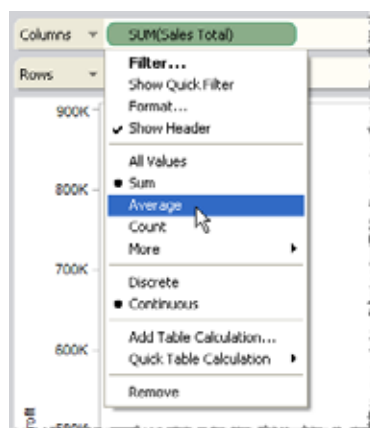 Columns SUM(Sales Total)
Filter...
Rows
Show Quick Filter
900K
Format...
Show Header
All Values
800K
Sum
Average
Count
More
700K
Discrete
Continuous
600K
Add Table Calculation...
Quick Table Calculation
Remove